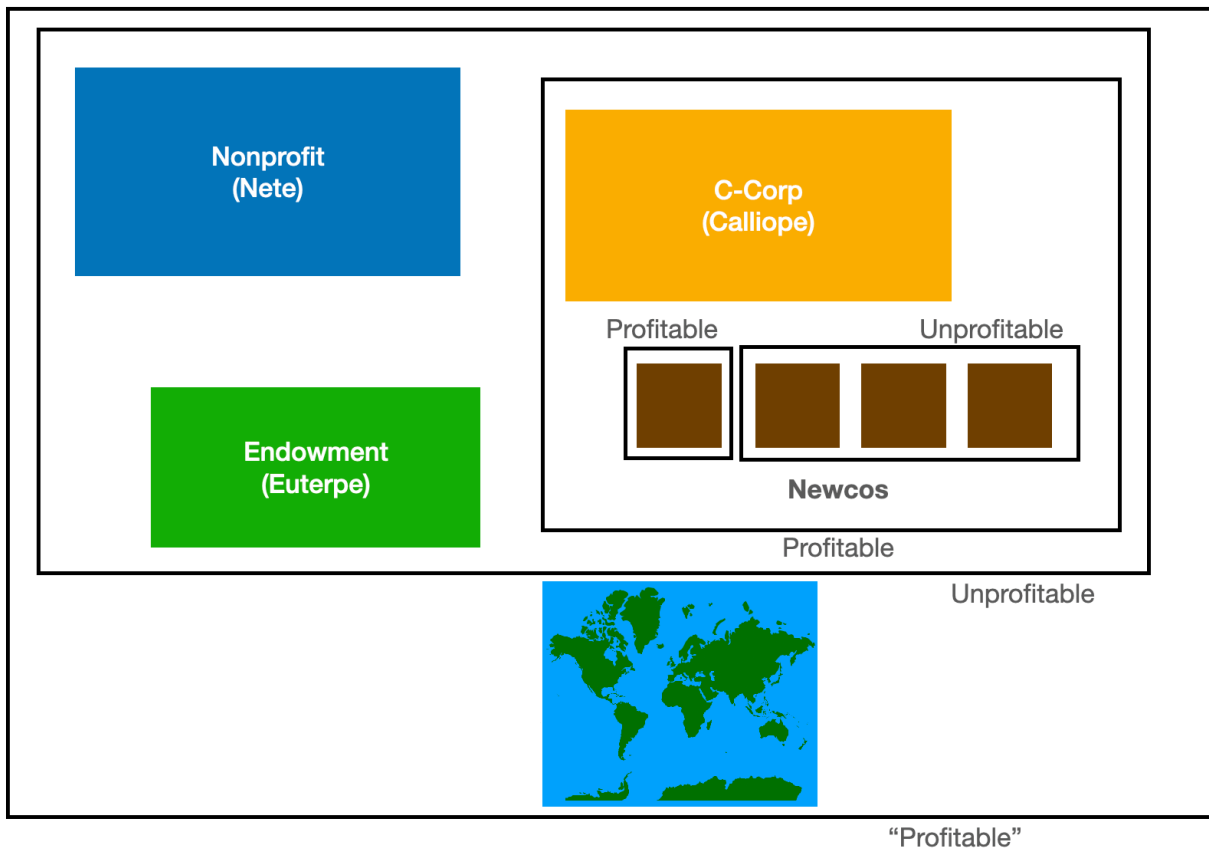 Nonprofit
(Nete)
C-Corp
(Calliope)
Profitable
Unprofitable
Endowment
(Euterpe)
Newcos
Profitable
Unprofitable
“Profitable”